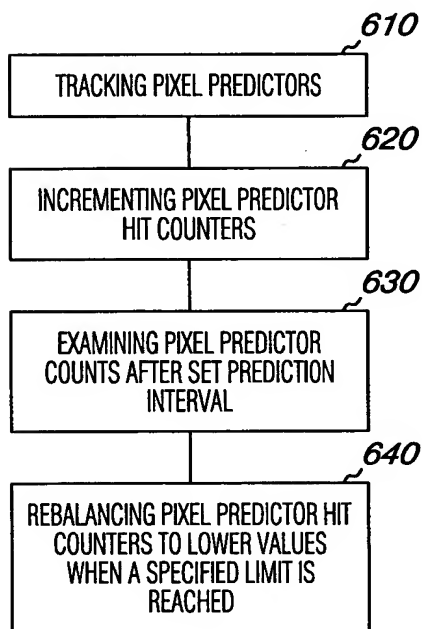 610
TRACKING PIXEL PREDICTORS
620
INCREMENTING PIXEL PREDICTOR
HIT COUNTERS
630
EXAMINING PIXEL PREDICTOR
COUNTS AFTER SET PREDICTION
INTERVAL
640
REBALANCING PIXEL PREDICTOR HIT
COUNTERS TO LOWER VALUES
WHEN A SPECIFIED LIMIT IS
REACHED